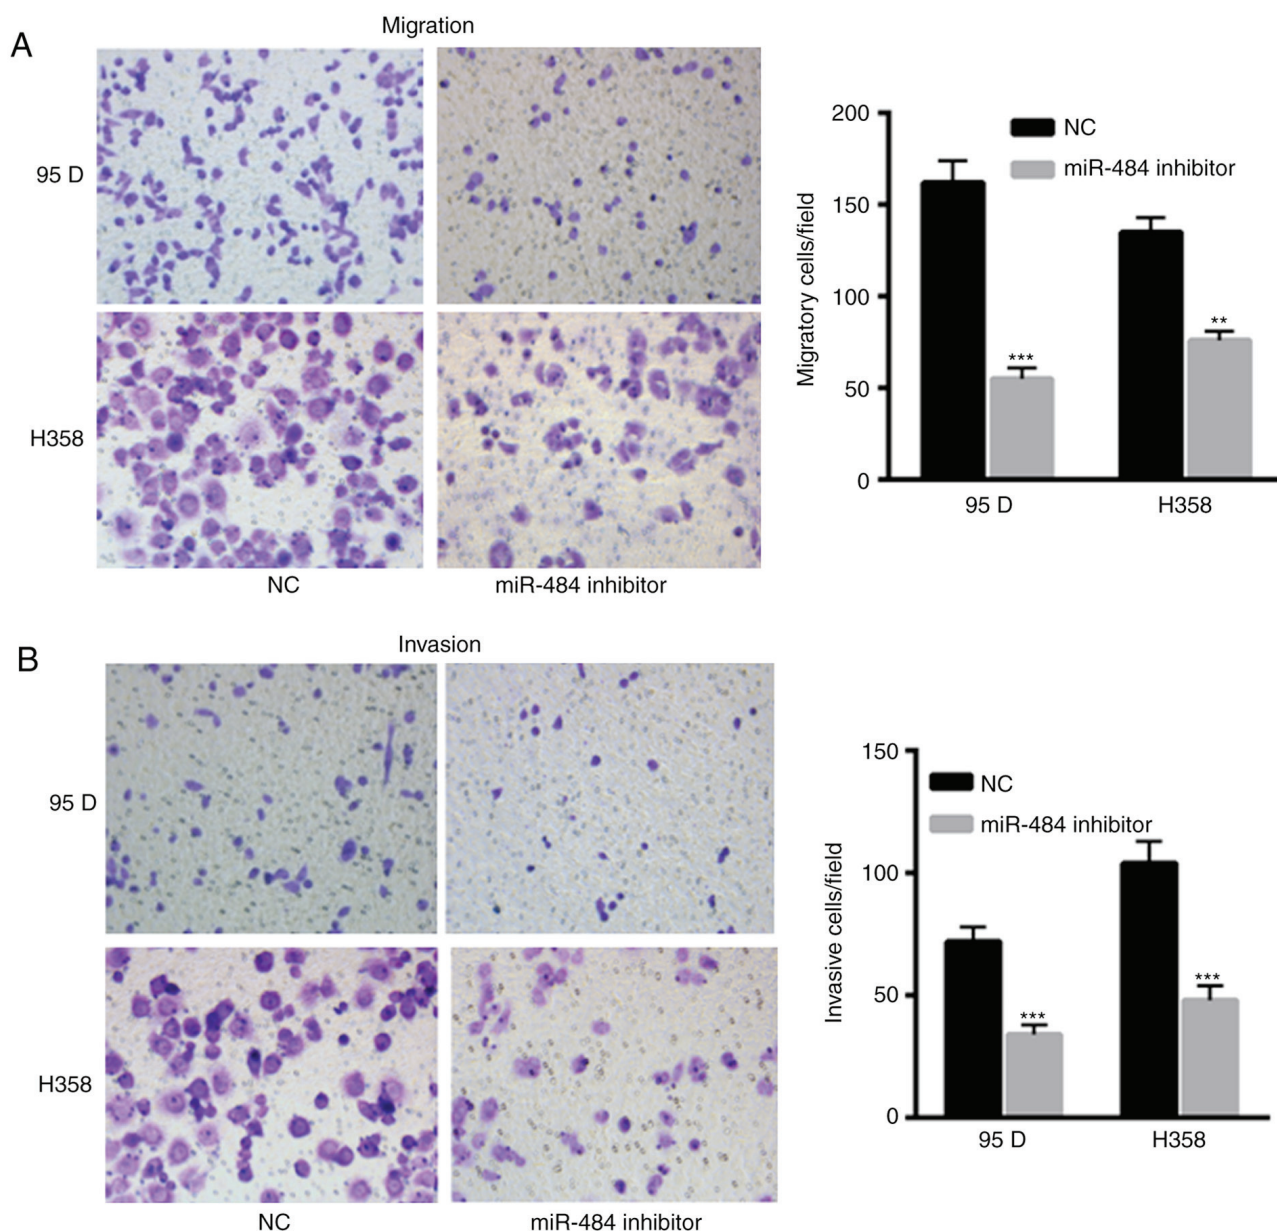 A
Migration
95 D
H358
NC
miR-484 inhibitor
200
150
100
50
0
Migratory cells/field
NC
miR-484 inhibitor
***
**
95 D
H358
B
Invasion
95 D
H358
NC
miR-484 inhibitor
150
100
50
0
Invasive cells/field
NC
miR-484 inhibitor
***
***
95 D
H358